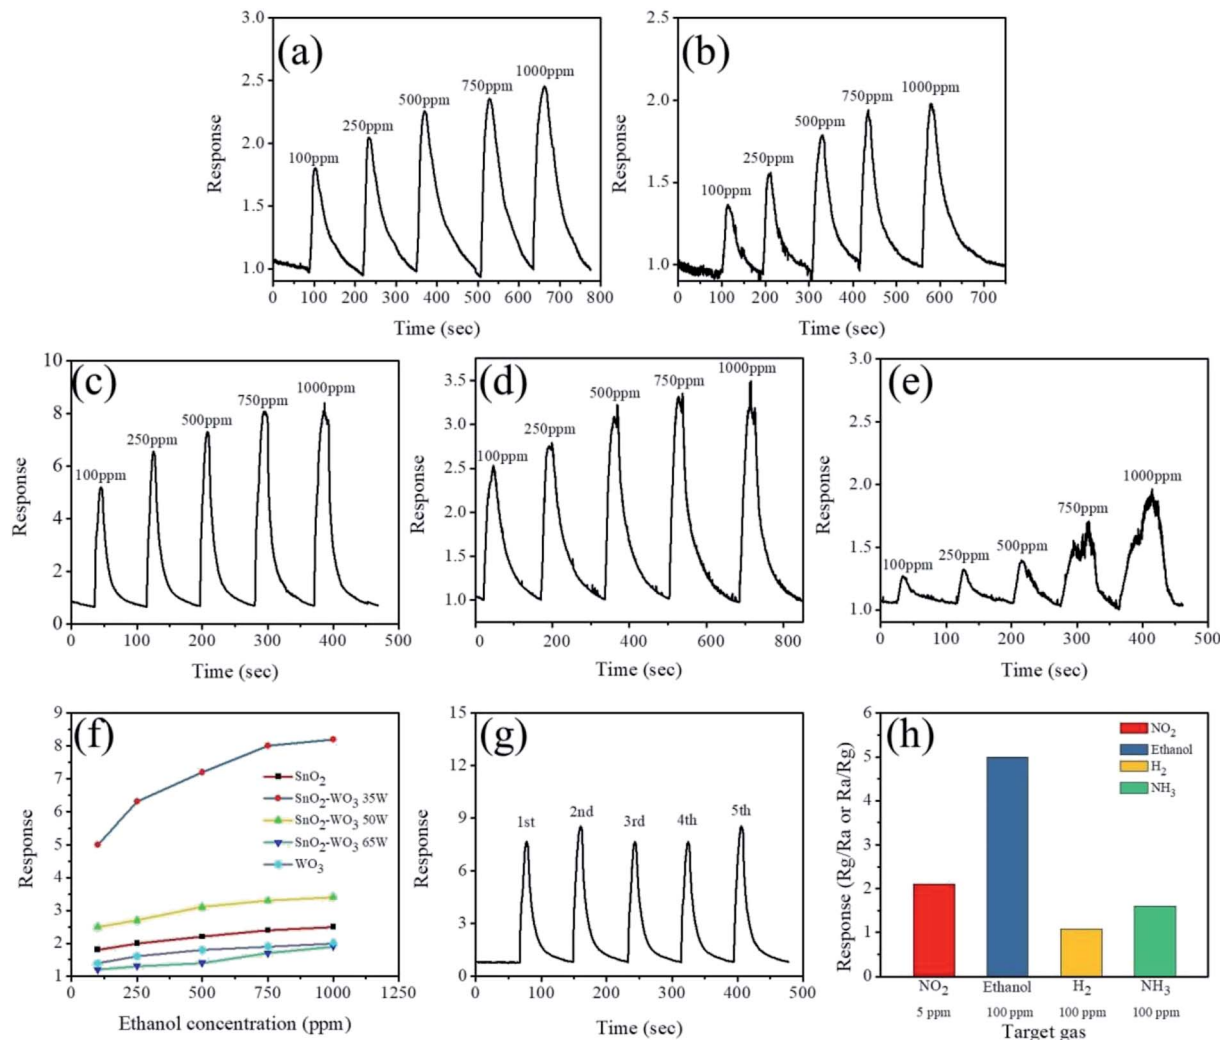 (a)
3.0
2.5
2.0
1.5
1.0
Response
100ppm
250ppm
500ppm
750ppm
1000ppm
0 100 200 300 400 500 600 700 800
Time (sec)
(b)
2.5
2.0
1.5
1.0
Response
100ppm
250ppm
500ppm
750ppm
1000ppm
0 100 200 300 400 500 600 700
Time (sec)
(c)
10
8
6
4
2
0
Response
100ppm
250ppm
500ppm
750ppm
1000ppm
0 100 200 300 400 500
Time (sec)
(d)
3.5
3.0
2.5
2.0
1.5
1.0
Response
100ppm
250ppm
500ppm
750ppm
1000ppm
0 200 400 600 800
Time (sec)
(e)
3.0
2.5
2.0
1.5
1.0
Response
100ppm
250ppm
500ppm
750ppm
1000ppm
0 100 200 300 400 500
Time (sec)
(f)
9
8
7
6
5
4
3
2
1
Response
SnO₂
SnO₂-WO₃ 35W
SnO₂-WO₃ 50W
SnO₂-WO₃ 65W
WO₃
0 250 500 750 1000 1250
Ethanol concentration (ppm)
(g)
15
12
9
6
3
0
Response
1st
2nd
3rd
4th
5th
0 100 200 300 400 500
Time (sec)
(h)
6
5
4
3
2
1
0
Response (Rg/Ra or Ra/Rg)
NO₂
Ethanol
H₂
NH₃
NO₂ Ethanol H₂ NH₃
5 ppm 100 ppm 100 ppm 100 ppm
Target gas